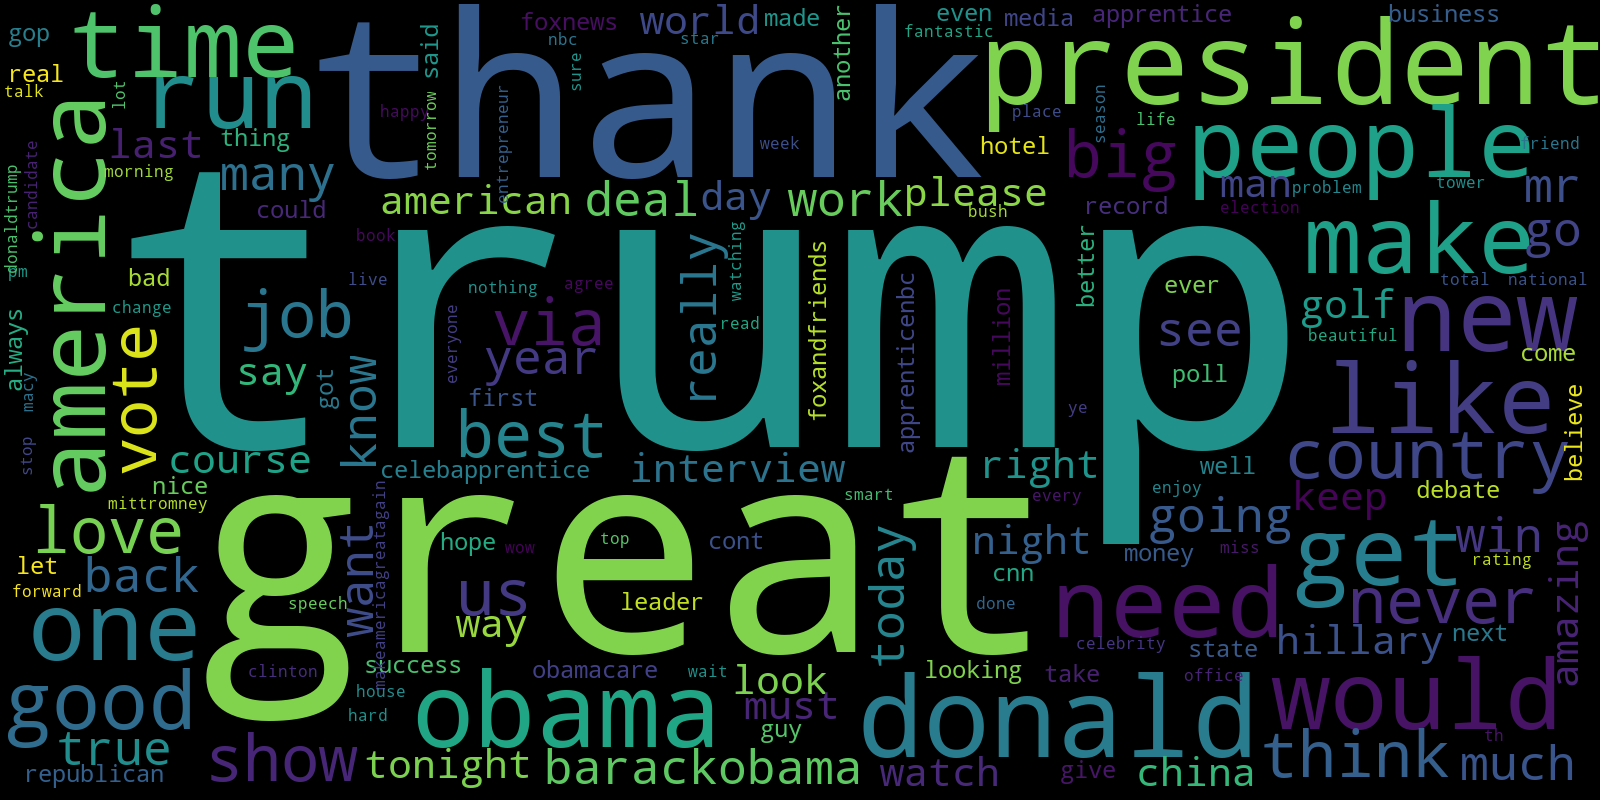 gop
time
foxnews
world
made
even
media
apprentice
business
thank
president
nbc
star
fantastic
another
said
real
talk
lot
run
sure
happy
tomorrow
entrepreneur
place
season
life
people
america
last
thing
week
hotel
big
friend
candidate
morning
many
american
deal
day
work
please
man
problem
tower
mr
donaldtrump
could
bush
record
election
make
go
trump
book
really
watching
better
pm
bad
live
nothing
agree
foxandfriends
apprenticenbc
million
ever
total
national
always
change
job
via
read
see
golf
new
beautiful
vote
say
year
everyone
poll
come
macy
got
know
first
ye
like
believe
stop
course
best
celebapprentice
interview
right
well
country
nice
mittromney
great
smart
every
enjoy
keep
debate
love
want
makeamericagreatagain
hope
wow
top
cont
today
night
going
money
miss
get
win
rating
amazing
let
back
forward
us
speech
leader
cnn
done
need
never
one
way
celebrity
state
hillary
next
clinton
success
obamacare
wait
look
looking
take
office
good
house
hard
obama
must
guy
donald
would
th
true
republican
show
tonight
barackobama
watch
give
china
think
much